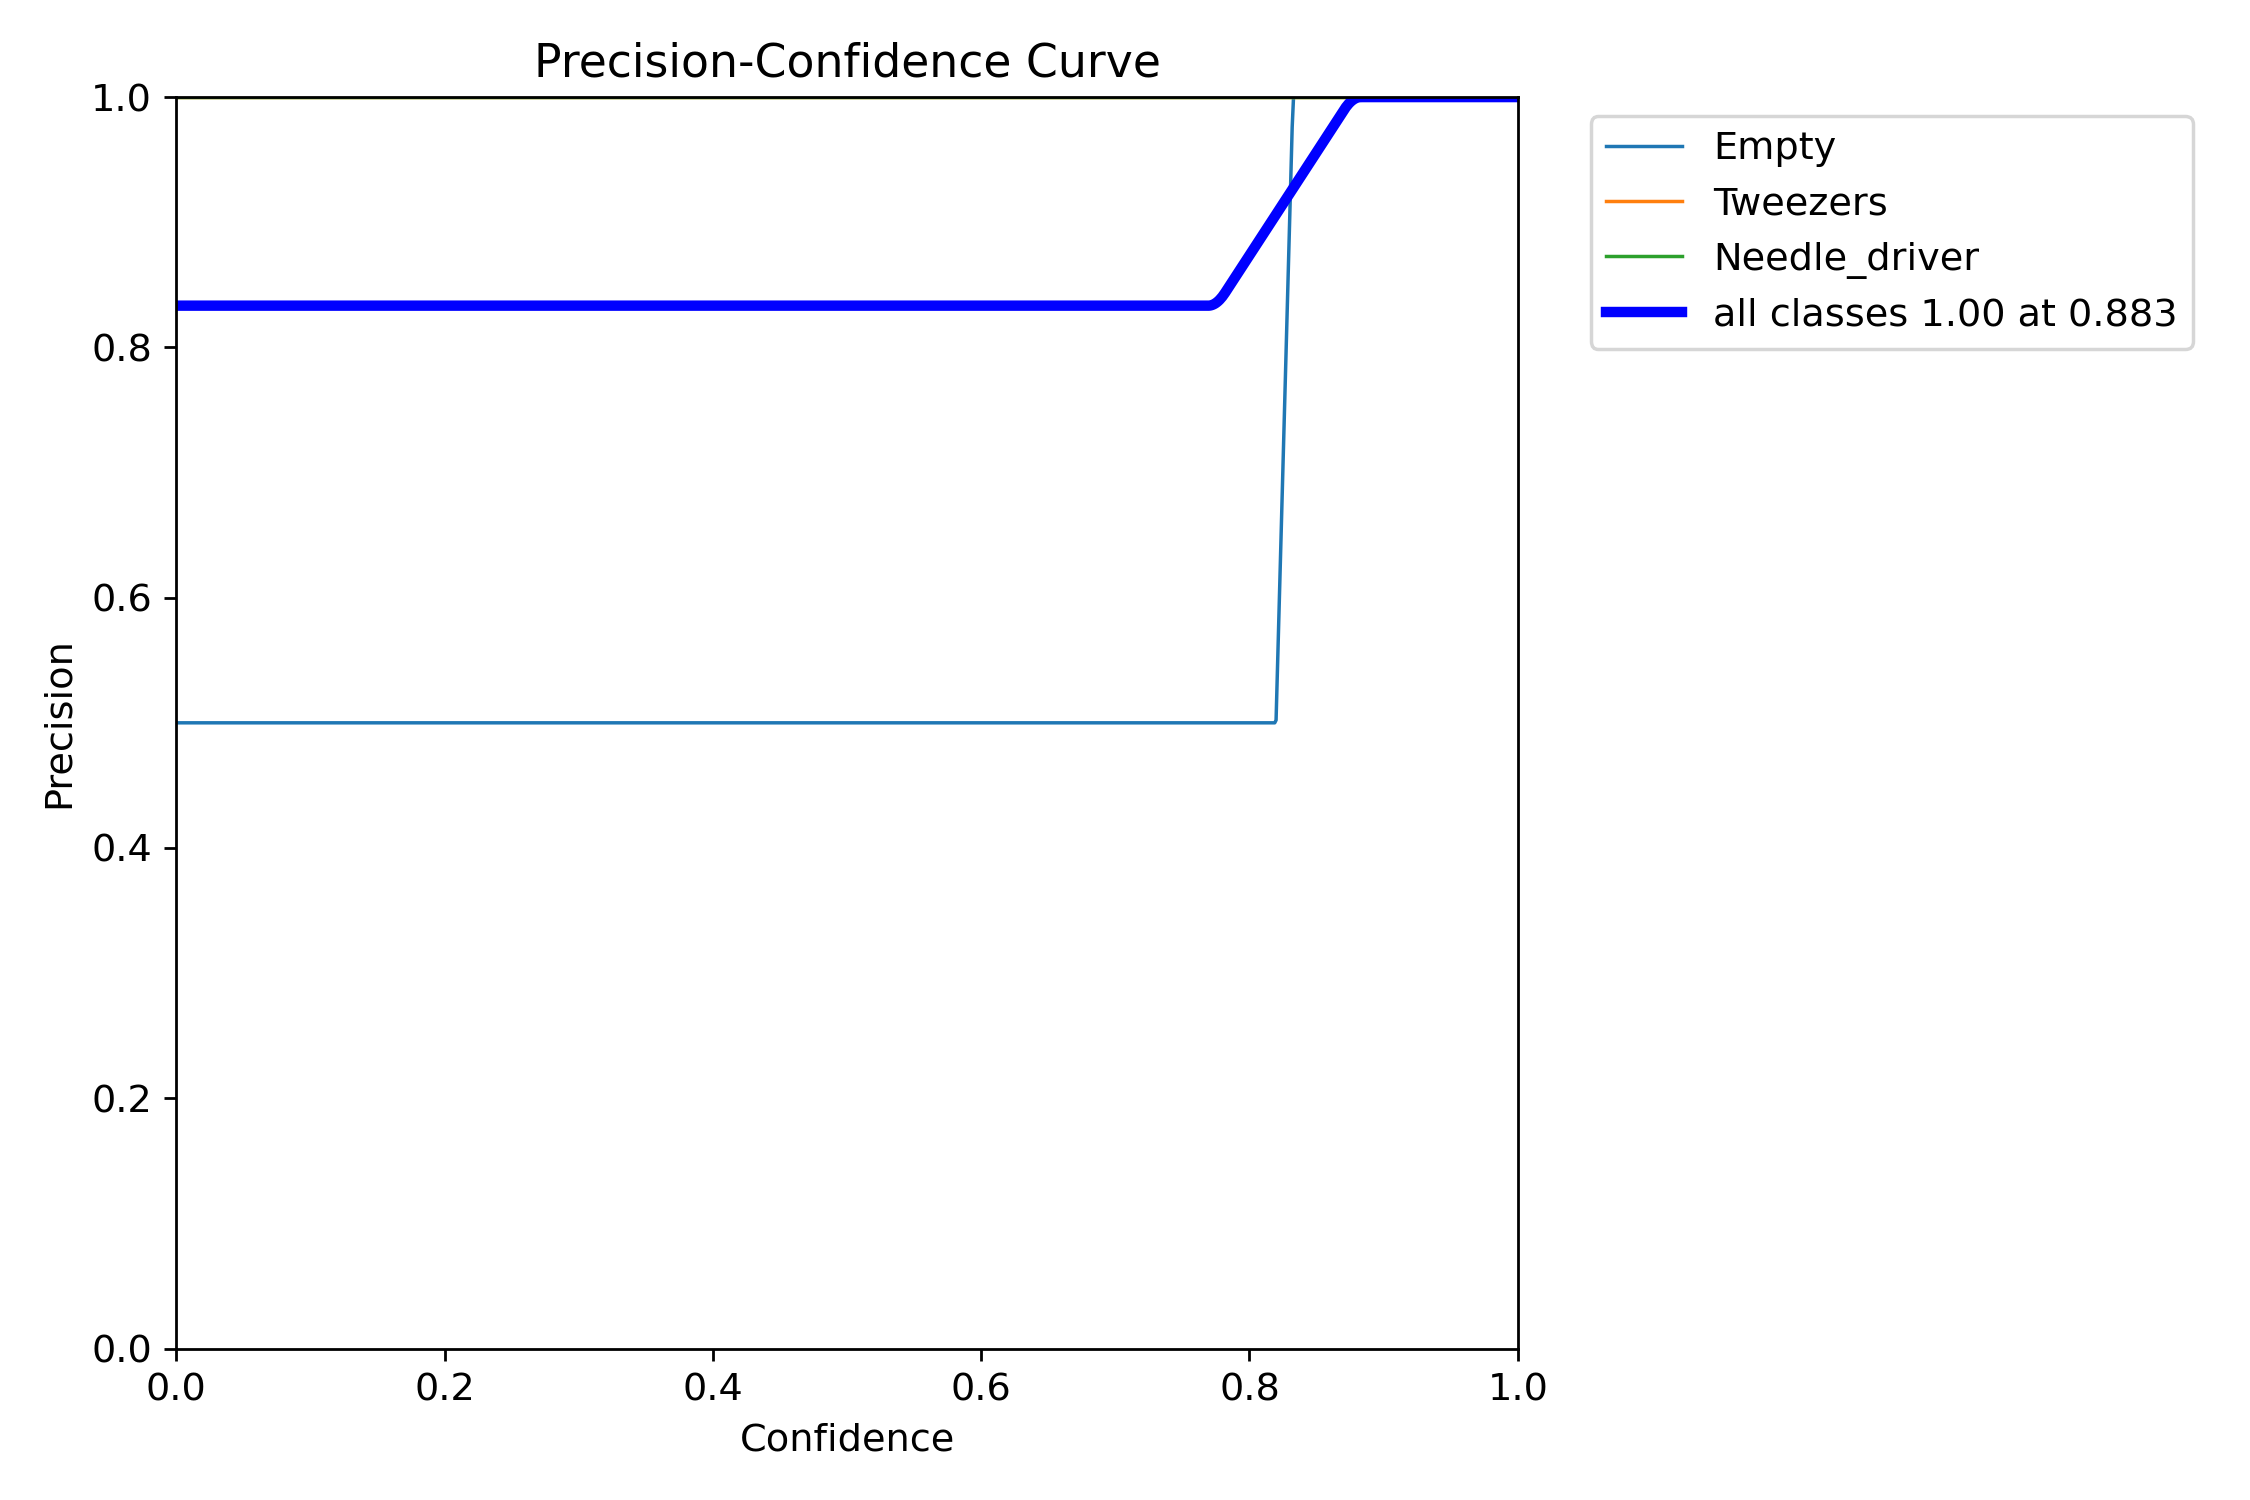 Precision-Confidence Curve
1.0
0.8
0.6
0.4
0.2
0.0
Precision
0.0 0.2 0.4 0.6 0.8 1.0
Confidence
Empty
Tweezers
Needle_driver
all classes 1.00 at 0.883